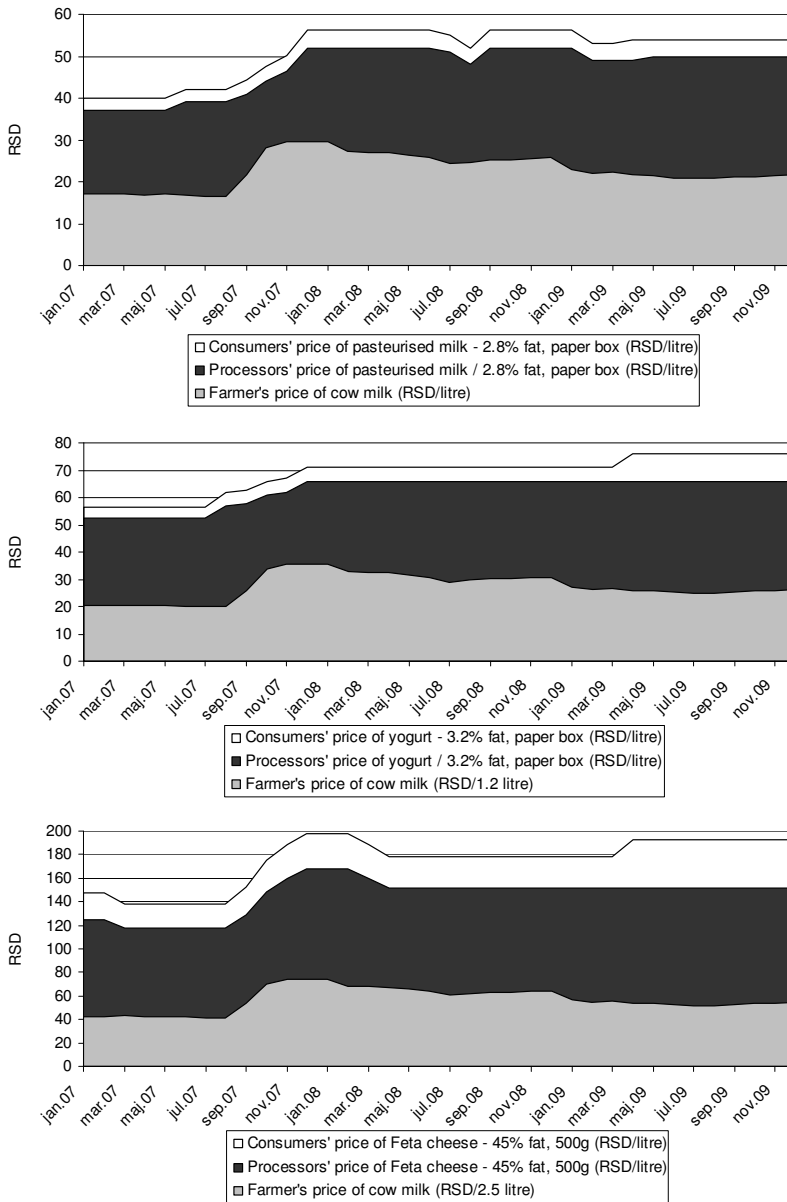 60
50
40
30
20
10
0
RSD
jan.07 mar.07 maj.07 jul.07 sep.07 nov.07 jan.08 mar.08 maj.08 jul.08 sep.08 nov.08 jan.09 mar.09 maj.09 jul.09 sep.09 nov.09
Consumers' price of pasteurised milk - 2.8% fat, paper box (RSD/litre)
Processors' price of pasteurised milk / 2.8% fat, paper box (RSD/litre)
Farmer's price of cow milk (RSD/litre)
80
70
60
50
40
30
20
10
0
RSD
jan.07 mar.07 maj.07 jul.07 sep.07 nov.07 jan.08 mar.08 maj.08 jul.08 sep.08 nov.08 jan.09 mar.09 maj.09 jul.09 sep.09 nov.09
Consumers' price of yogurt - 3.2% fat, paper box (RSD/litre)
Processors' price of yogurt / 3.2% fat, paper box (RSD/litre)
Farmer's price of cow milk (RSD/1.2 litre)
200
180
160
140
120
100
80
60
40
20
0
RSD
jan.07 mar.07 maj.07 jul.07 sep.07 nov.07 jan.08 mar.08 maj.08 jul.08 sep.08 nov.08 jan.09 mar.09 maj.09 jul.09 sep.09 nov.09
Consumers' price of Feta cheese - 45% fat, 500g (RSD/litre)
Processors' price of Feta cheese - 45% fat, 500g (RSD/litre)
Farmer's price of cow milk (RSD/2.5 litre)